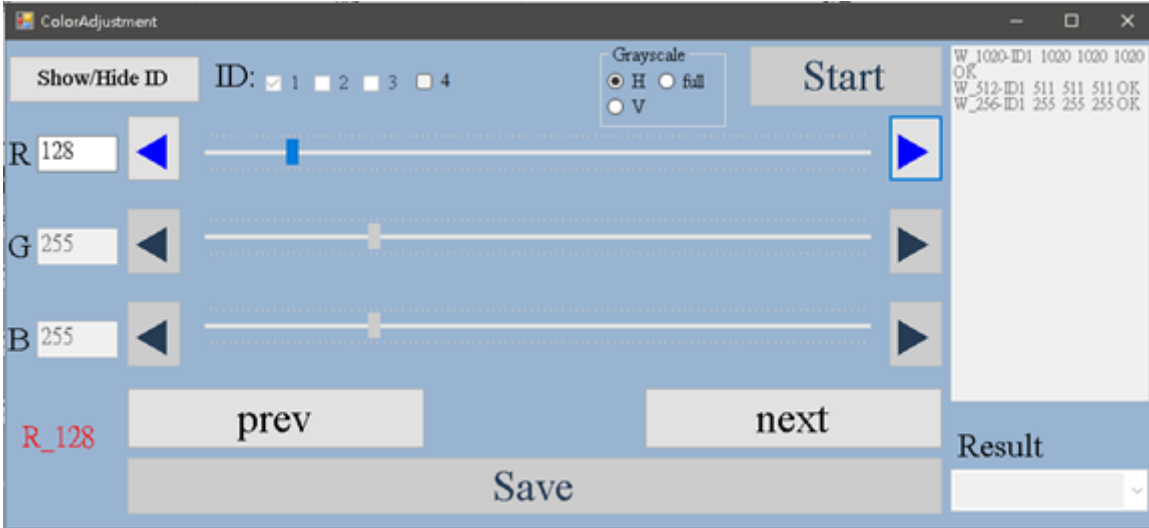 ColorAdjustment
Show/Hide ID
ID: 1 2 3 4
Grayscale
H full
V
Start
W_1020-ID1 1020 1020 1020
OK
W_512-ID1 511 511 511 OK
W_256-ID1 255 255 255 OK
R 128
G 255
B 255
R_128
prev
next
Save
Result